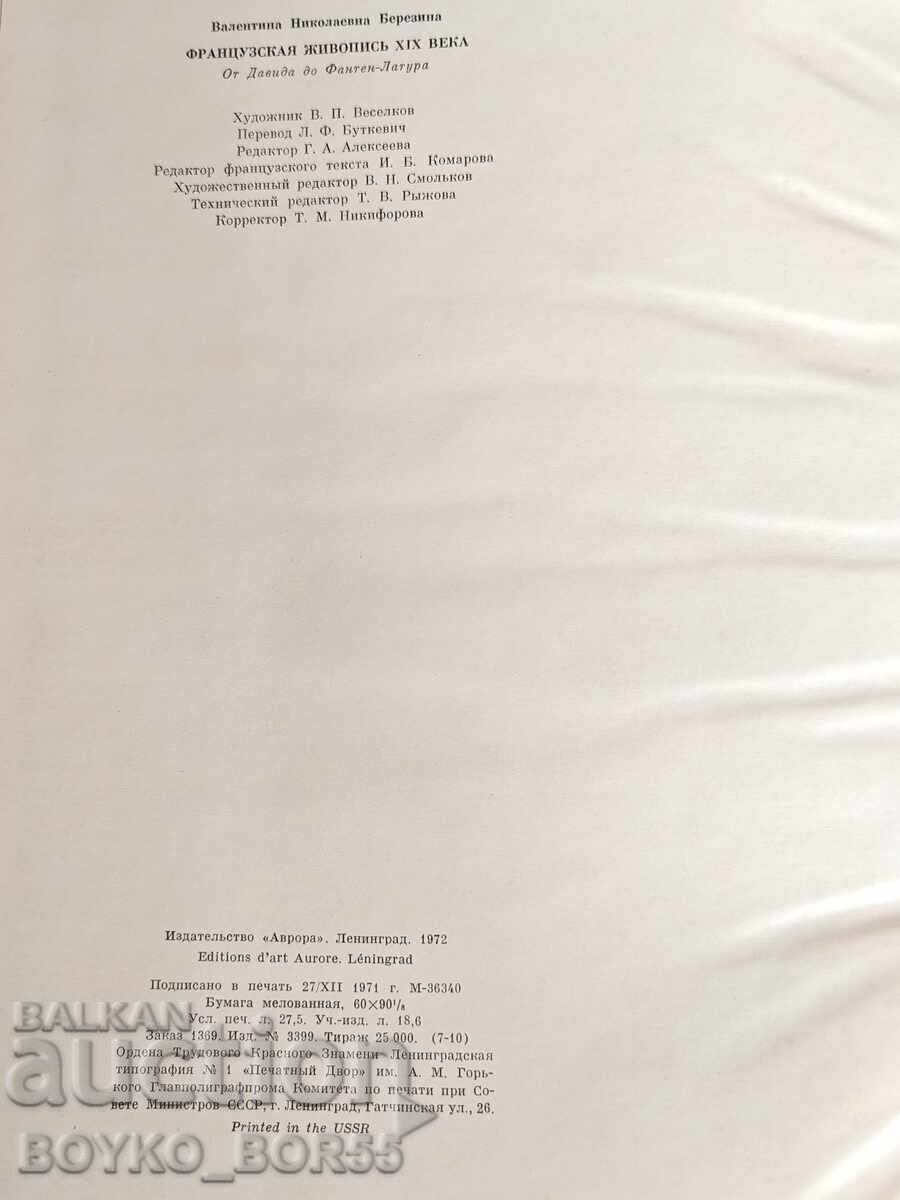 Валентина Николаевна Березина
ФРАНЦУЗСКАЯ ЖИВОПИСЬ XIX ВЕКА
От Давида до Фантен-Латура
Художник В. П. Веселков
Перевод Л. Ф. Буткевич
Редактор Г. А. Алексеева
Редактор французского текста И. Б. Комарова
Художественный редактор В. Н. Смольков
Технический редактор Т. В. Рыжова
Корректор Т. М. Никифорова
Издательство «Аврора». Ленинград. 1972
Editions d'art Aurore. Léningrad
Подписано в печать 27/XII 1971 г. М-36340
Бумага мелованная, 60×90 1/8
Усл. печ. л. 27,5. Уч.-изд. л. 18,6
Заказ 1369. Изд. № 3399. Тираж 25 000. (7-10)
Ордена Трудового Красного Знамени Ленинградская
типография № 1 «Печатный Двор» им. А. М. Горь-
кого Главполиграфпрома Комитета по печати при Со-
вете Министров СССР, г. Ленинград, Гатчинская ул., 26.
Printed in the USSR
BALKAN
auction
BOYKO_BOR55